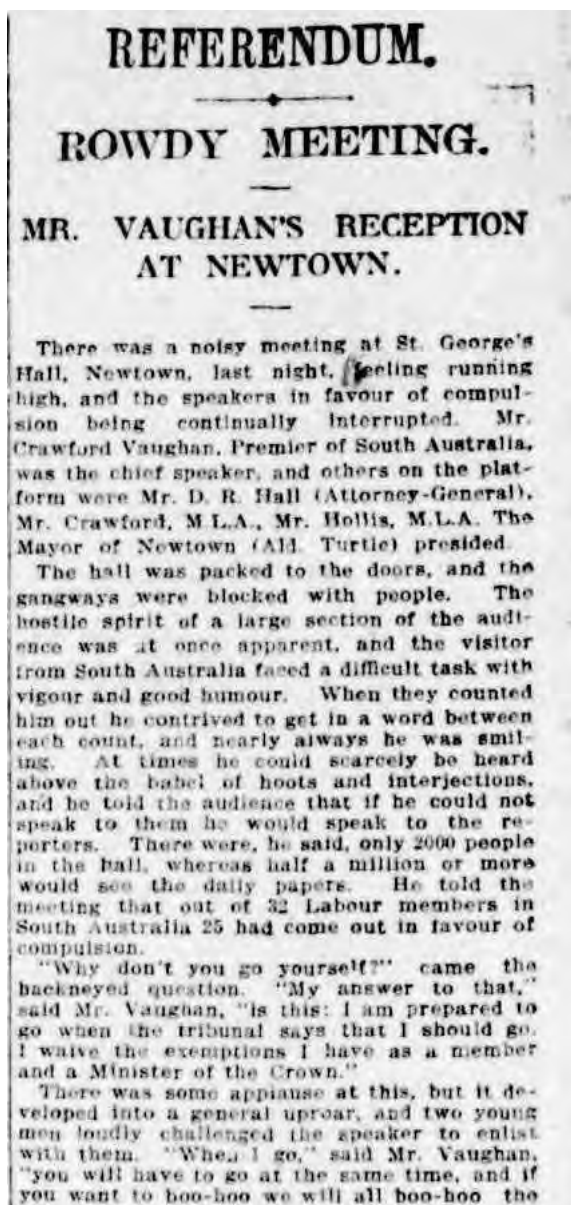 REFERENDUM.
ROWDY MEETING.
MR. VAUGHAN'S RECEPTION
AT NEWTOWN.
There was a noisy meeting at St. George's
Hall, Newtown, last night, feeling running
high, and the speakers in favour of compul-
sion being continually interrupted. Mr.
Crawford Vaughan, Premier of South Australia,
was the chief speaker, and others on the plat-
form were Mr. D. R. Hall (Attorney-General),
Mr. Crawford, M.L.A., Mr. Hollis, M.L.A. The
Mayor of Newtown (Ald. Turtle) presided.
The hall was packed to the doors, and the
gangways were blocked with people. The
hostile spirit of a large section of the audi-
ence was at once apparent, and the visitor
from South Australia faced a difficult task with
vigour and good humour. When they counted
him out he contrived to get in a word between
each count, and nearly always he was smil-
ing. At times he could scarcely be heard
above the babel of hoots and interjections,
and he told the audience that if he could not
speak to them he would speak to the re-
porters. There were, he said, only 2000 people
in the hall, whereas half a million or more
would see the daily papers. He told the
meeting that out of 32 Labour members in
South Australia 25 had come out in favour of
compulsion.
"Why don't you go yourself?" came the
hackneyed question. "My answer to that,"
said Mr. Vaughan, "is this: I am prepared to
go when the tribunal says that I should go.
I waive the exemptions I have as a member
and a Minister of the Crown."
There was some applause at this, but it de-
veloped into a general uproar, and two young
men loudly challenged the speaker to enlist
with them. "When I go," said Mr. Vaughan,
"you will have to go at the same time, and if
you want to boo-hoo we will all boo-hoo the